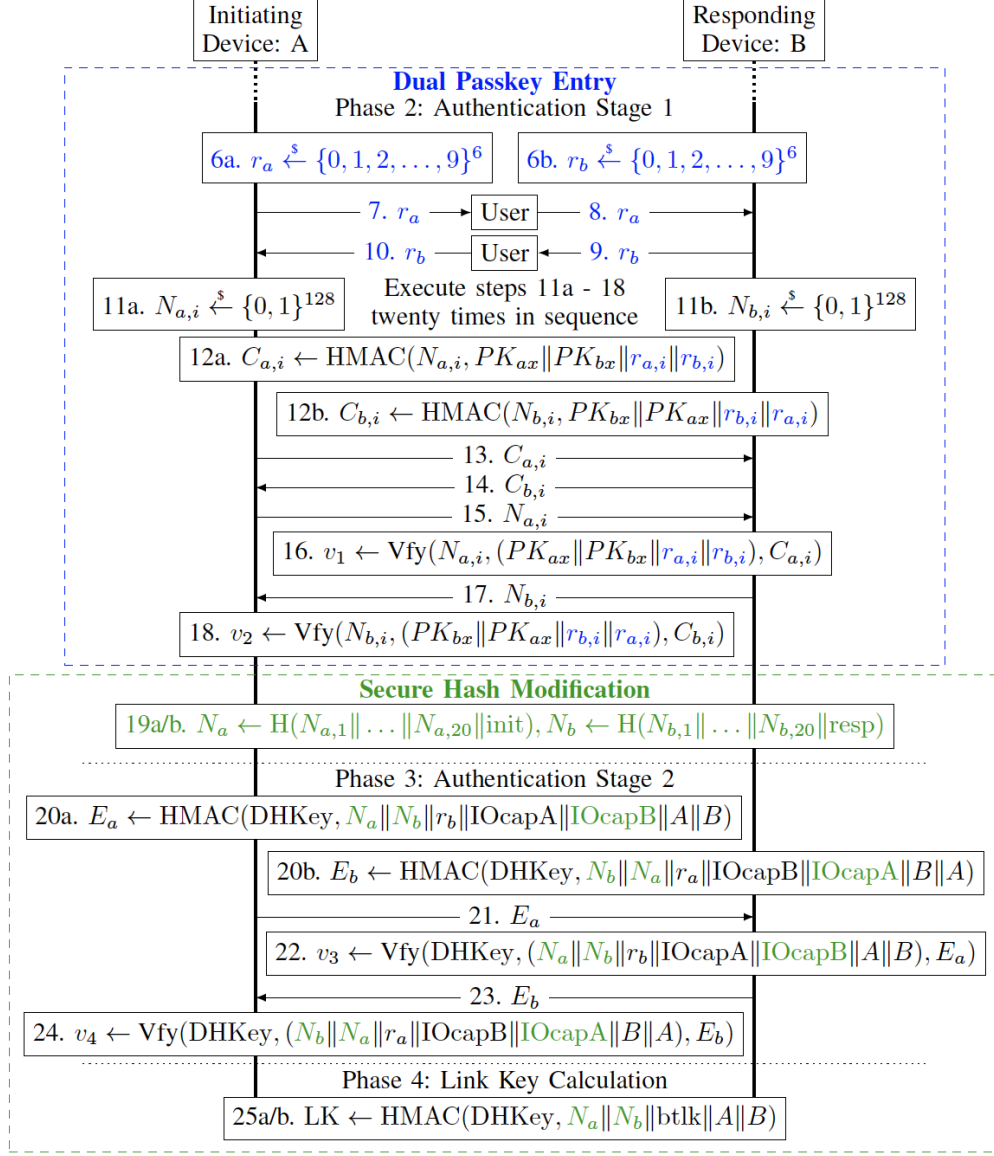 Initiating
Device: A
Responding
Device: B
Dual Passkey Entry
Phase 2: Authentication Stage 1
6a. r_a ←$ {0, 1, 2, . . . , 9}^6
6b. r_b ←$ {0, 1, 2, . . . , 9}^6
7. r_a
User
8. r_a
10. r_b
User
9. r_b
11a. N_{a,i} ←$ {0, 1}^{128}
Execute steps 11a - 18
twenty times in sequence
11b. N_{b,i} ←$ {0, 1}^{128}
12a. C_{a,i} ← HMAC(N_{a,i}, PK_{ax}‖PK_{bx}‖r_{a,i}‖r_{b,i})
12b. C_{b,i} ← HMAC(N_{b,i}, PK_{bx}‖PK_{ax}‖r_{b,i}‖r_{a,i})
13. C_{a,i}
14. C_{b,i}
15. N_{a,i}
16. v_1 ← Vfy(N_{a,i}, (PK_{ax}‖PK_{bx}‖r_{a,i}‖r_{b,i}), C_{a,i})
17. N_{b,i}
18. v_2 ← Vfy(N_{b,i}, (PK_{bx}‖PK_{ax}‖r_{b,i}‖r_{a,i}), C_{b,i})
Secure Hash Modification
19a/b. N_a ← H(N_{a,1}‖ . . . ‖N_{a,20}‖init), N_b ← H(N_{b,1}‖ . . . ‖N_{b,20}‖resp)
Phase 3: Authentication Stage 2
20a. E_a ← HMAC(DHKey, N_a‖N_b‖r_b‖IOcapA‖IOcapB‖A‖B)
20b. E_b ← HMAC(DHKey, N_b‖N_a‖r_a‖IOcapB‖IOcapA‖B‖A)
21. E_a
22. v_3 ← Vfy(DHKey, (N_a‖N_b‖r_b‖IOcapA‖IOcapB‖A‖B), E_a)
23. E_b
24. v_4 ← Vfy(DHKey, (N_b‖N_a‖r_a‖IOcapB‖IOcapA‖B‖A), E_b)
Phase 4: Link Key Calculation
25a/b. LK ← HMAC(DHKey, N_a‖N_b‖btlk‖A‖B)